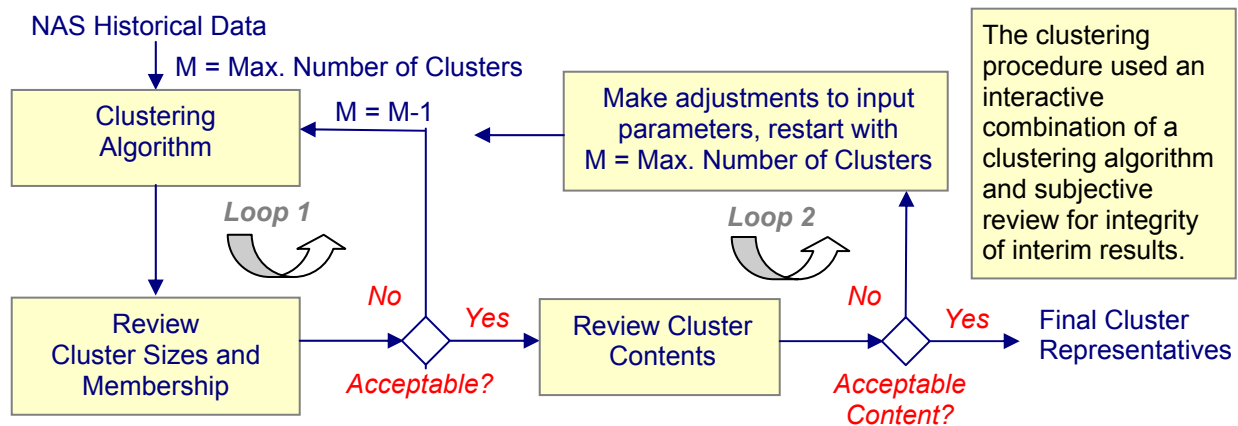 NAS Historical Data
M = Max. Number of Clusters
Clustering
Algorithm
M = M-1
Make adjustments to input
parameters, restart with
M = Max. Number of Clusters
The clustering
procedure used an
interactive
combination of a
clustering algorithm
and subjective
review for integrity
of interim results.
Loop 1
Loop 2
Review
Cluster Sizes and
Membership
No
Yes
Acceptable?
Review Cluster
Contents
No
Yes
Acceptable
Content?
Final Cluster
Representatives